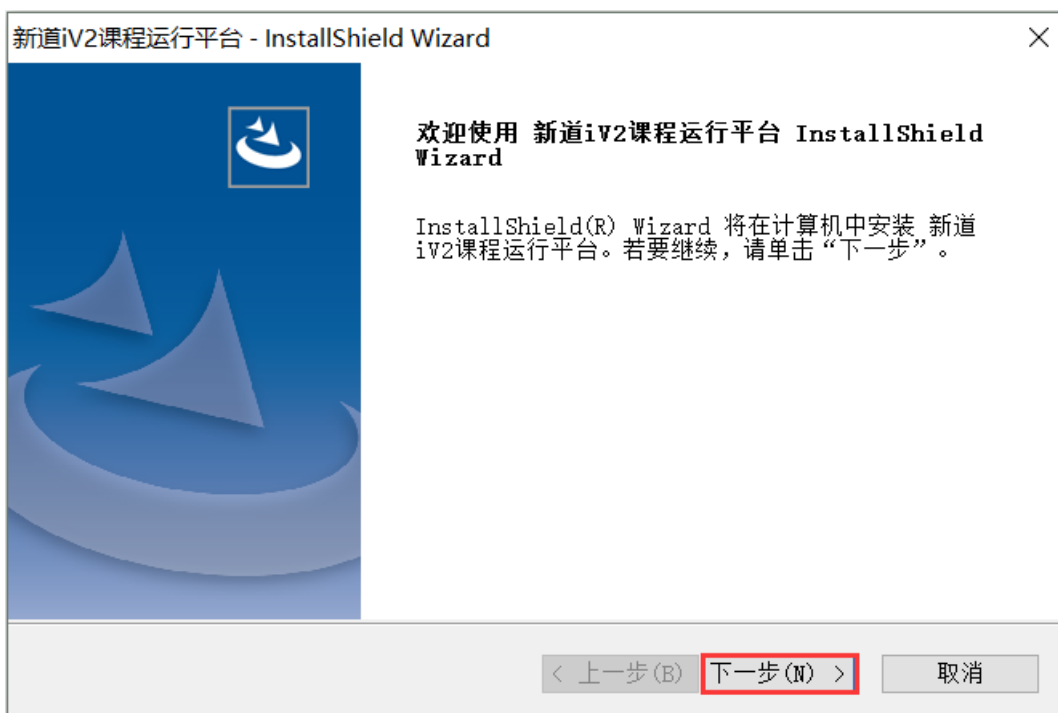 新道iV2课程运行平台 - InstallShield Wizard
欢迎使用 新道iV2课程运行平台 InstallShield
Wizard
InstallShield(R) Wizard 将在计算机中安装 新道
iV2课程运行平台。若要继续，请单击“下一步”。
< 上一步(B) 下一步(N) > 取消